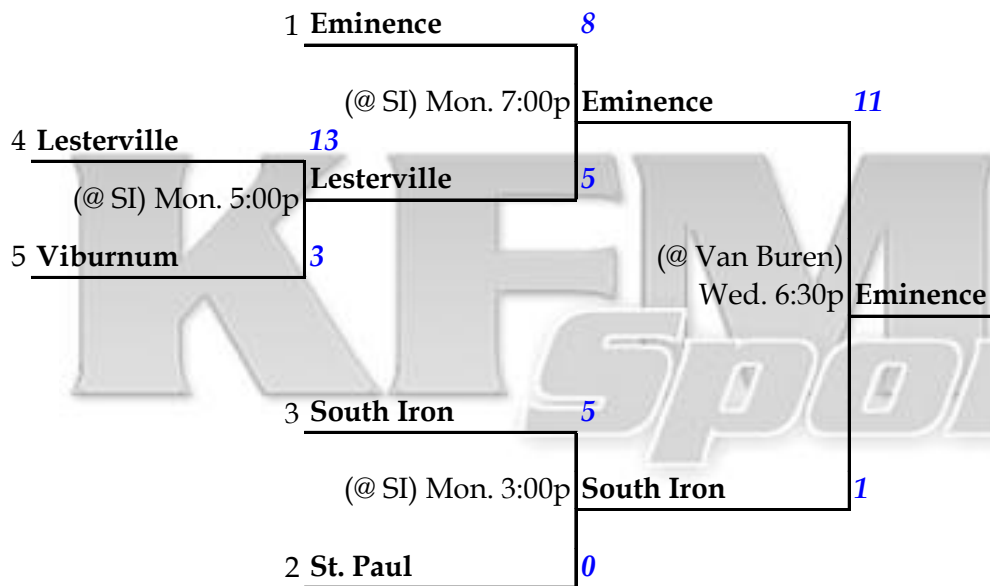 1 Eminence 8
(@ SI) Mon. 7:00p Eminence 11
4 Lesterville 13
Lesterville 5
(@ SI) Mon. 5:00p
5 Viburnum 3
(@ Van Buren)
Wed. 6:30p Eminence
3 South Iron 5
(@ SI) Mon. 3:00p South Iron 1
2 St. Paul 0
KFM
Spo